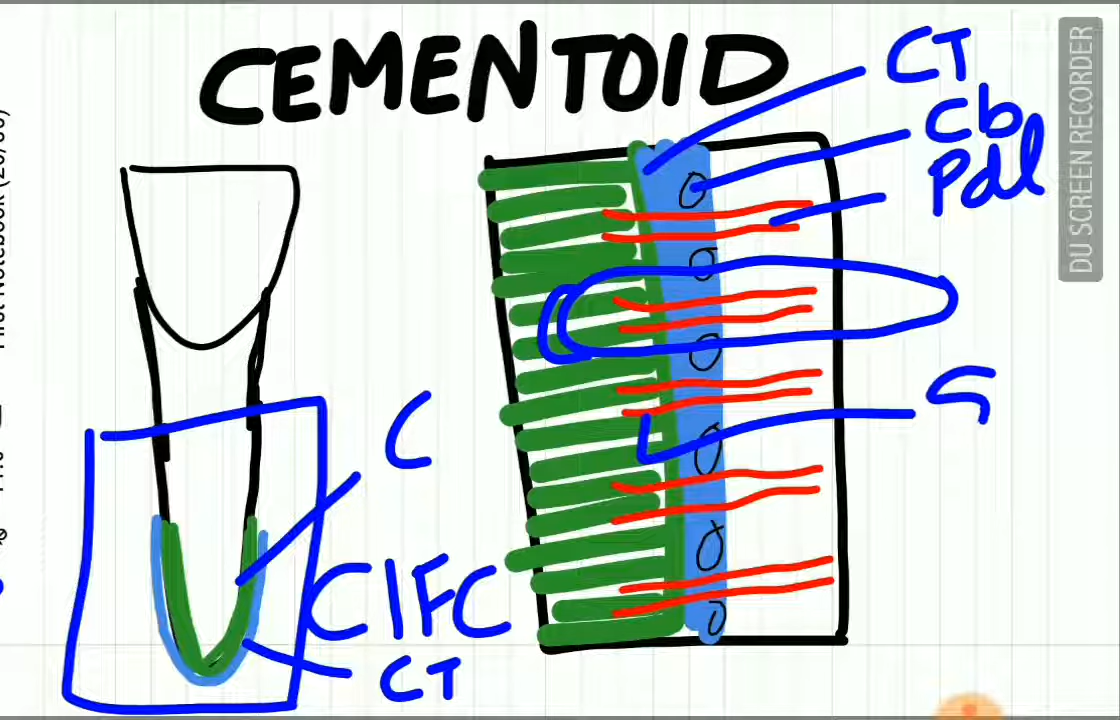 CEMENTOID
CT
Cb
Pdl
C
CIFC
CT
DU SCREEN RECORDER